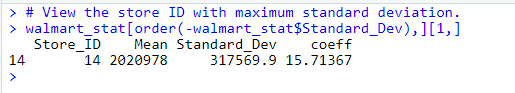 > # View the store ID with maximum standard deviation.
> walmart_stat[order(-walmart_stat$Standard_Dev),][1,]
   Store_ID    Mean Standard_Dev    coeff
14       14 2020978     317569.9 15.71367
>